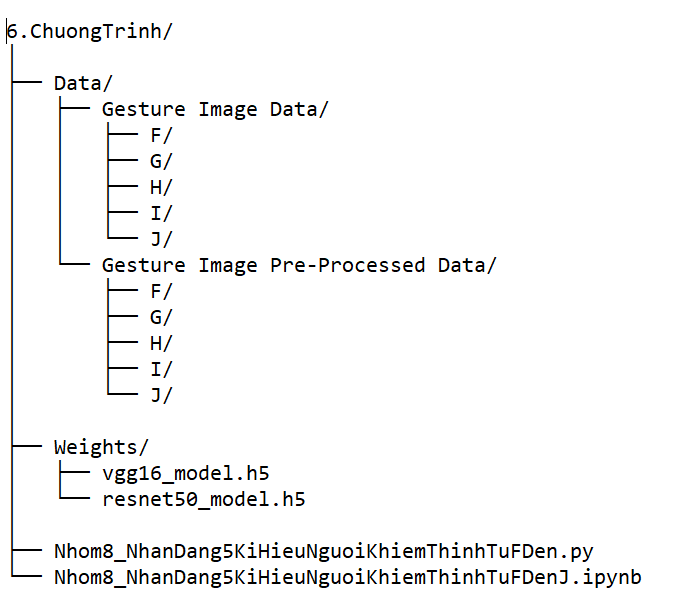 6.ChuongTrinh/
Data/
Gesture Image Data/
F/
G/
H/
I/
J/
Gesture Image Pre-Processed Data/
F/
G/
H/
I/
J/
Weights/
vgg16_model.h5
resnet50_model.h5
Nhom8_NhanDang5KiHieuNguoiKhiemThinhTuFDen.py
Nhom8_NhanDang5KiHieuNguoiKhiemThinhTuFDenJ.ipynb